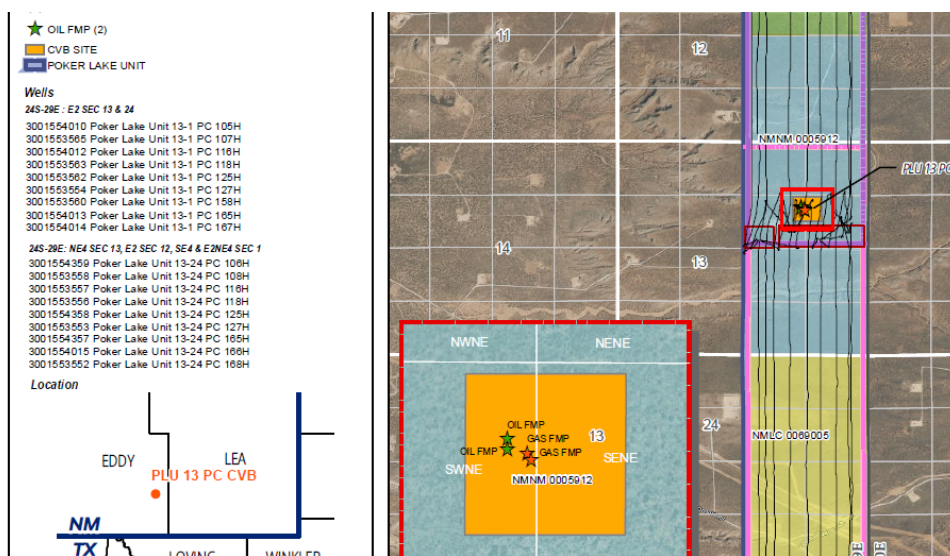 OIL FMP (2)
CVB SITE
POKER LAKE UNIT
Wells
24S-29E : E2 SEC 13 & 24
3001554010 Poker Lake Unit 13-1 PC 105H
3001553565 Poker Lake Unit 13-1 PC 107H
3001554012 Poker Lake Unit 13-1 PC 116H
3001553563 Poker Lake Unit 13-1 PC 118H
3001553562 Poker Lake Unit 13-1 PC 125H
3001553554 Poker Lake Unit 13-1 PC 127H
3001553560 Poker Lake Unit 13-1 PC 158H
3001554013 Poker Lake Unit 13-1 PC 165H
3001554014 Poker Lake Unit 13-1 PC 167H
24S-29E: NE4 SEC 13, E2 SEC 12, SE4 & E2NE4 SEC 1
3001554359 Poker Lake Unit 13-24 PC 106H
3001553558 Poker Lake Unit 13-24 PC 108H
3001553557 Poker Lake Unit 13-24 PC 116H
3001553556 Poker Lake Unit 13-24 PC 118H
3001554358 Poker Lake Unit 13-24 PC 125H
3001553553 Poker Lake Unit 13-24 PC 127H
3001554357 Poker Lake Unit 13-24 PC 165H
3001554015 Poker Lake Unit 13-24 PC 166H
3001553552 Poker Lake Unit 13-24 PC 168H
Location
EDDY
LEA
PLU 13 PC CVB
NM
TX
LOVING
WINKLER
11
12
NMNM 0005912
PLU 13 PC
14
13
NWNE
NENE
OIL FMP
13
GAS FMP
OIL FMP
GAS FMP
SWNE
SENE
NMNM 0005912
24
NMLC 0069005
9E
0E